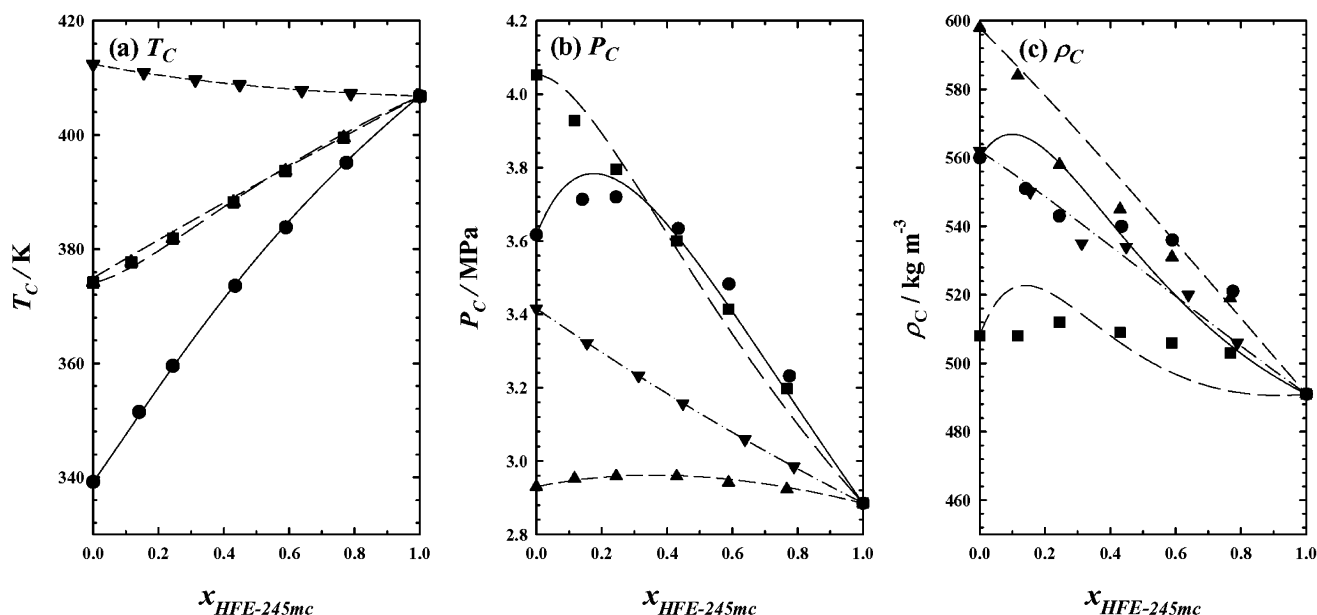 (a) T_C
T_C / K
420
400
380
360
340
0.0 0.2 0.4 0.6 0.8 1.0
x_HFE-245mc
(b) P_C
P_C / MPa
4.2
4.0
3.8
3.6
3.4
3.2
3.0
2.8
0.0 0.2 0.4 0.6 0.8 1.0
x_HFE-245mc
(c) ρ_C
ρ_C / kg m⁻³
600
580
560
540
520
500
480
460
0.0 0.2 0.4 0.6 0.8 1.0
x_HFE-245mc